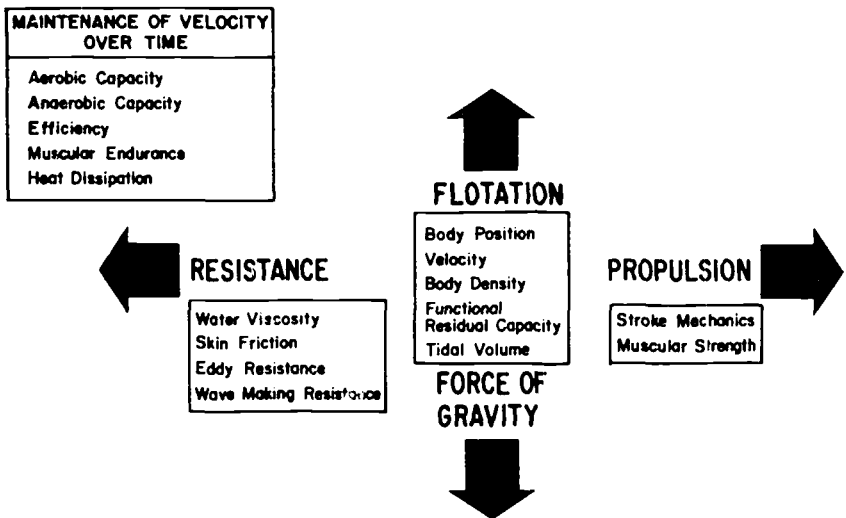 MAINTENANCE OF VELOCITY
OVER TIME
Aerobic Capacity
Anaerobic Capacity
Efficiency
Muscular Endurance
Heat Dissipation
FLOTATION
Body Position
Velocity
Body Density
Functional
Residual Capacity
Tidal Volume
RESISTANCE
Water Viscosity
Skin Friction
Eddy Resistance
Wave Making Resistance
PROPULSION
Stroke Mechanics
Muscular Strength
FORCE OF
GRAVITY